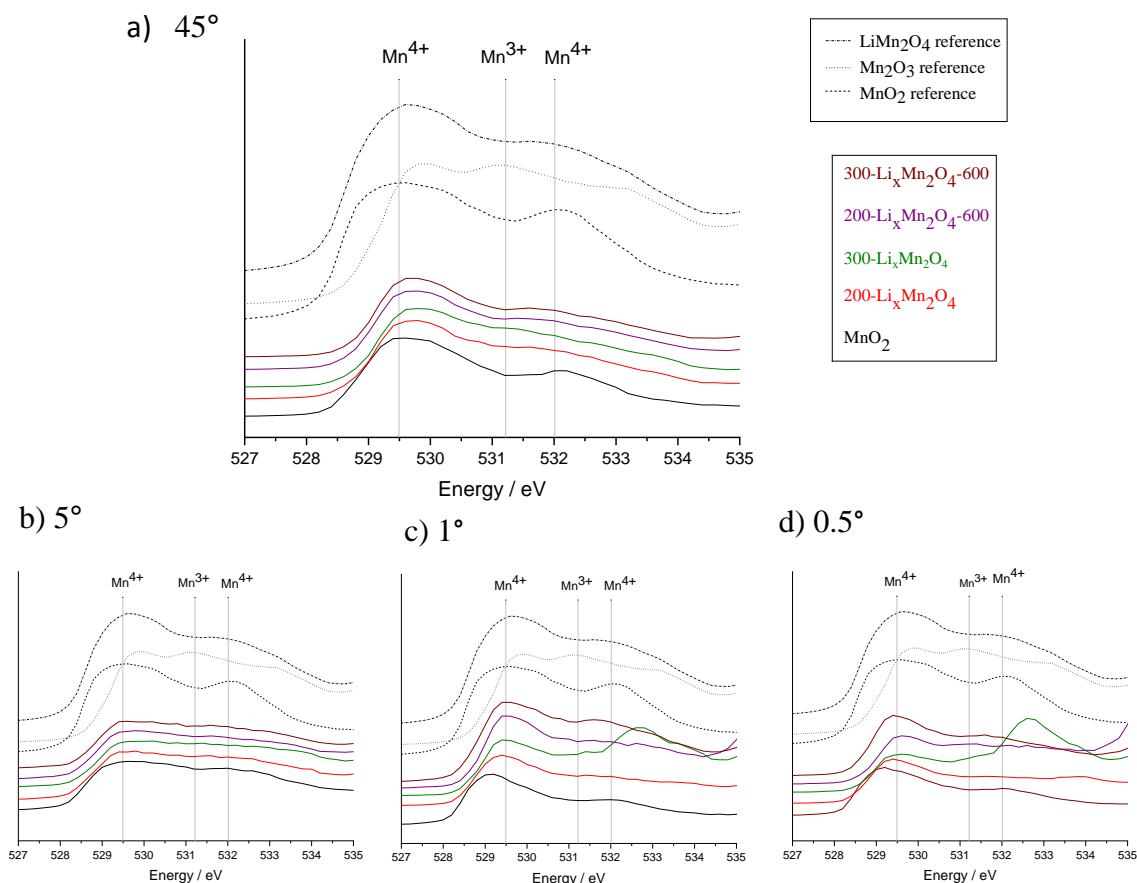 a) 45°
Mn4+ Mn3+ Mn4+
527 528 529 530 531 532 533 534 535
Energy / eV
LiMn2O4 reference
Mn2O3 reference
MnO2 reference
300-LixMn2O4-600
200-LixMn2O4-600
300-LixMn2O4
200-LixMn2O4
MnO2
b) 5°
Mn4+ Mn3+ Mn4+
527 528 529 530 531 532 533 534 535
Energy / eV
c) 1°
Mn4+ Mn3+ Mn4+
527 528 529 530 531 532 533 534 535
Energy / eV
d) 0.5°
Mn4+ Mn3+ Mn4+
527 528 529 530 531 532 533 534 535
Energy / eV